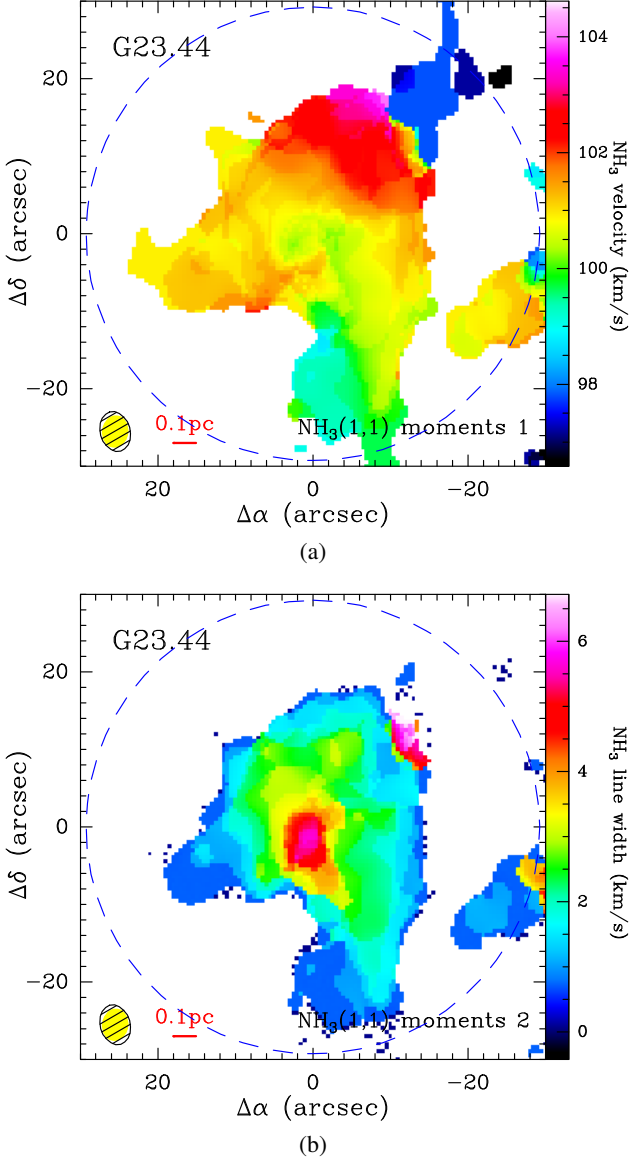 G23.44
20
0
−20
Δδ (arcsec)
0.1pc
NH3(1,1) moments 1
20
0
−20
Δα (arcsec)
104
102
100
98
NH3 velocity (km/s)
(a)
G23.44
20
0
−20
Δδ (arcsec)
0.1pc
NH3(1,1) moments 2
20
0
−20
Δα (arcsec)
6
4
2
0
NH3 line width (km/s)
(b)